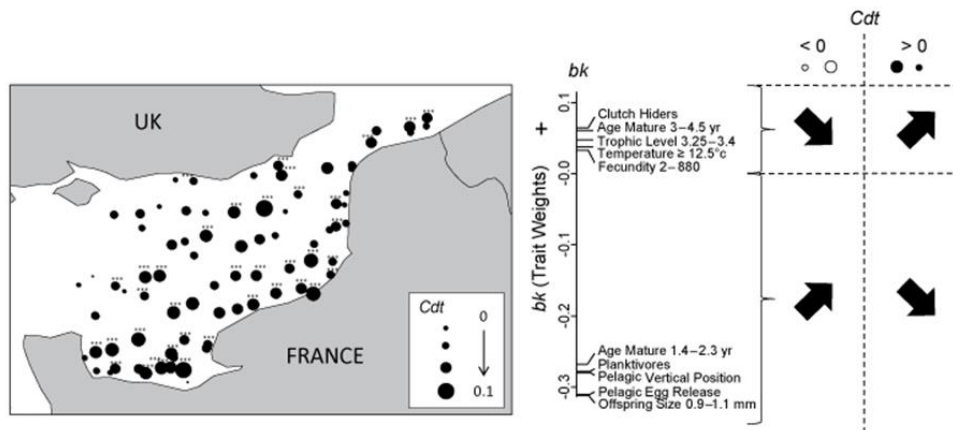 UK
FRANCE
Cdt
0
0.1
Cdt
< 0
> 0
bk
bk (Trait Weights)
+
0.1
-0.0
-0.1
-0.2
-0.3
Clutch Hiders
Age Mature 3–4.5 yr
Trophic Level 3.25–3.4
Temperature ≥ 12.5°c
Fecundity 2–880
Age Mature 1.4–2.3 yr
Planktivores
Pelagic Vertical Position
Pelagic Egg Release
Offspring Size 0.9–1.1 mm